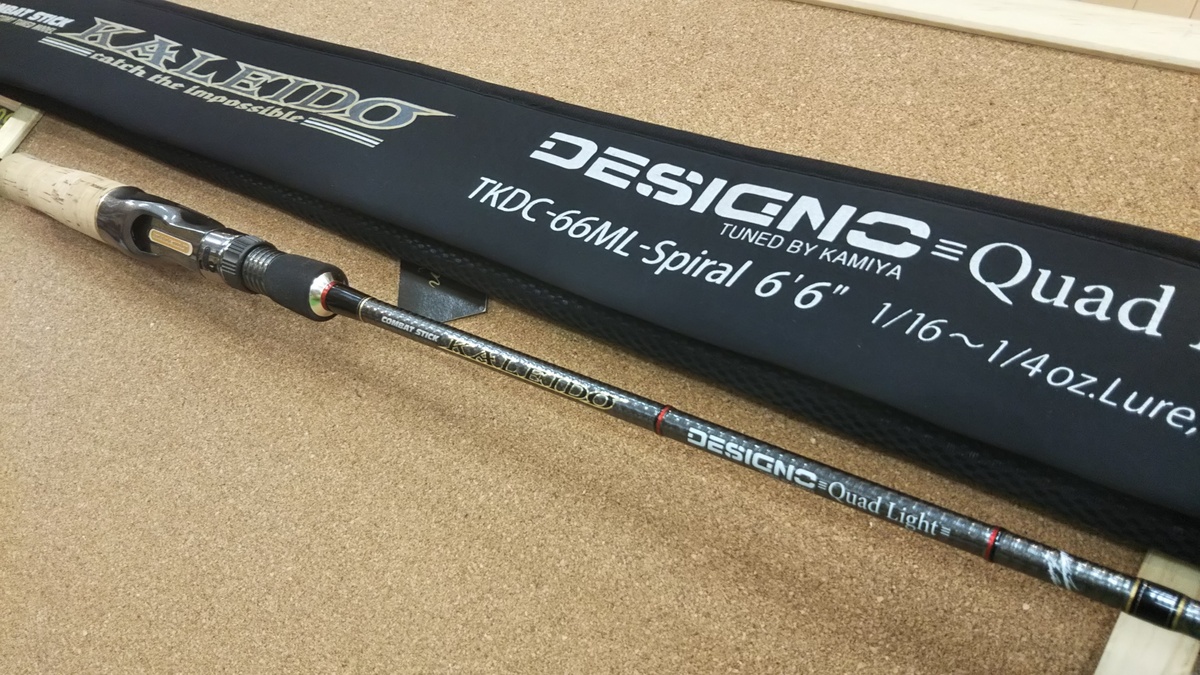 COMBAT STICK
KALEIDO
catch the impossible
DESIGNO
TUNED BY KAMIYA
≡Quad
TKDC-66ML-Spiral 6'6" 1/16～1/4oz.Lure,
COMBAT STICK
KALEIDO
DESIGNO
≡Quad Light≡